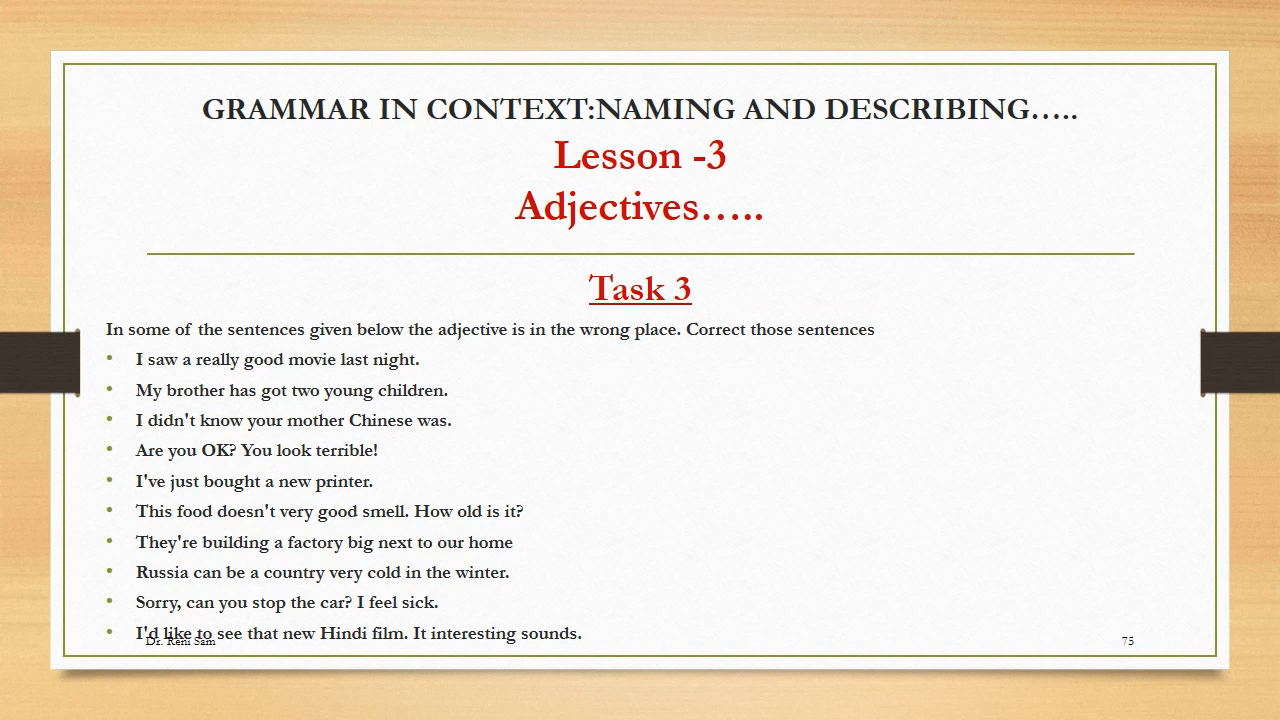 GRAMMAR IN CONTEXT:NAMING AND DESCRIBING…..
Lesson -3
Adjectives…..
Task 3
In some of the sentences given below the adjective is in the wrong place. Correct those sentences
• I saw a really good movie last night.
• My brother has got two young children.
• I didn't know your mother Chinese was.
• Are you OK? You look terrible!
• I've just bought a new printer.
• This food doesn't very good smell. How old is it?
• They're building a factory big next to our home
• Russia can be a country very cold in the winter.
• Sorry, can you stop the car? I feel sick.
• I'd like to see that new Hindi film. It interesting sounds.
Dr. Reni Sam
75